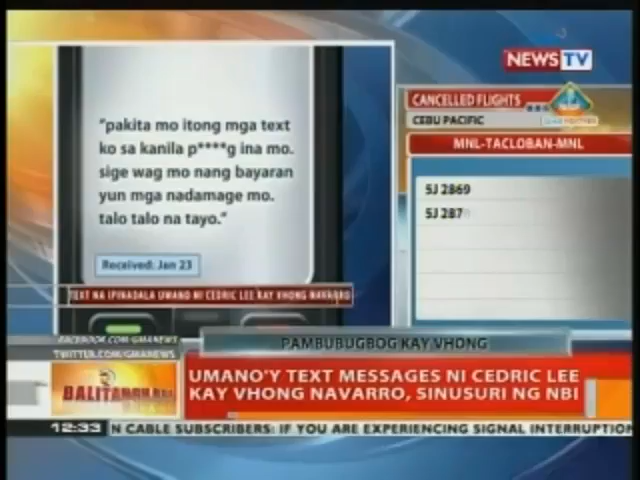 NEWS TV
"pakita mo itong mga text
ko sa kanila p****g ina mo.
sige wag mo nang bayaran
yun mga nadamage mo.
talo talo na tayo."
Received: Jan 23
TEXT NA IPINADALA UMANO NI CEDRIC LEE KAY VHONG NAVARRO
CANCELLED FLIGHTS
CEBU PACIFIC
MNL-TACLOBAN-MNL
5J 2869
5J 287
FACEBOOK.COM/GMANEWS
TWITTER.COM/GMANEWS
PAMBUBUGBOG KAY VHONG
BALITANGHALI
UMANO'Y TEXT MESSAGES NI CEDRIC LEE
KAY VHONG NAVARRO, SINUSURI NG NBI
12:33
N CABLE SUBSCRIBERS: IF YOU ARE EXPERIENCING SIGNAL INTERRUPTION